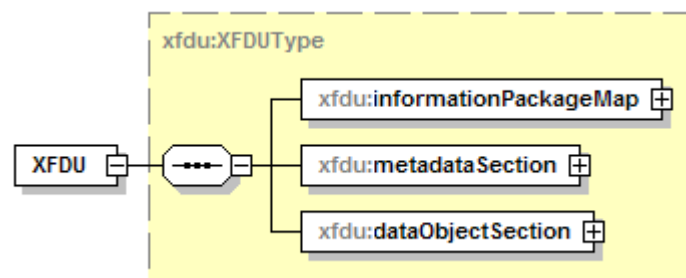 xfdu:XFDUType
xfdu:informationPackageMap
XFDU
xfdu:metadataSection
xfdu:dataObjectSection